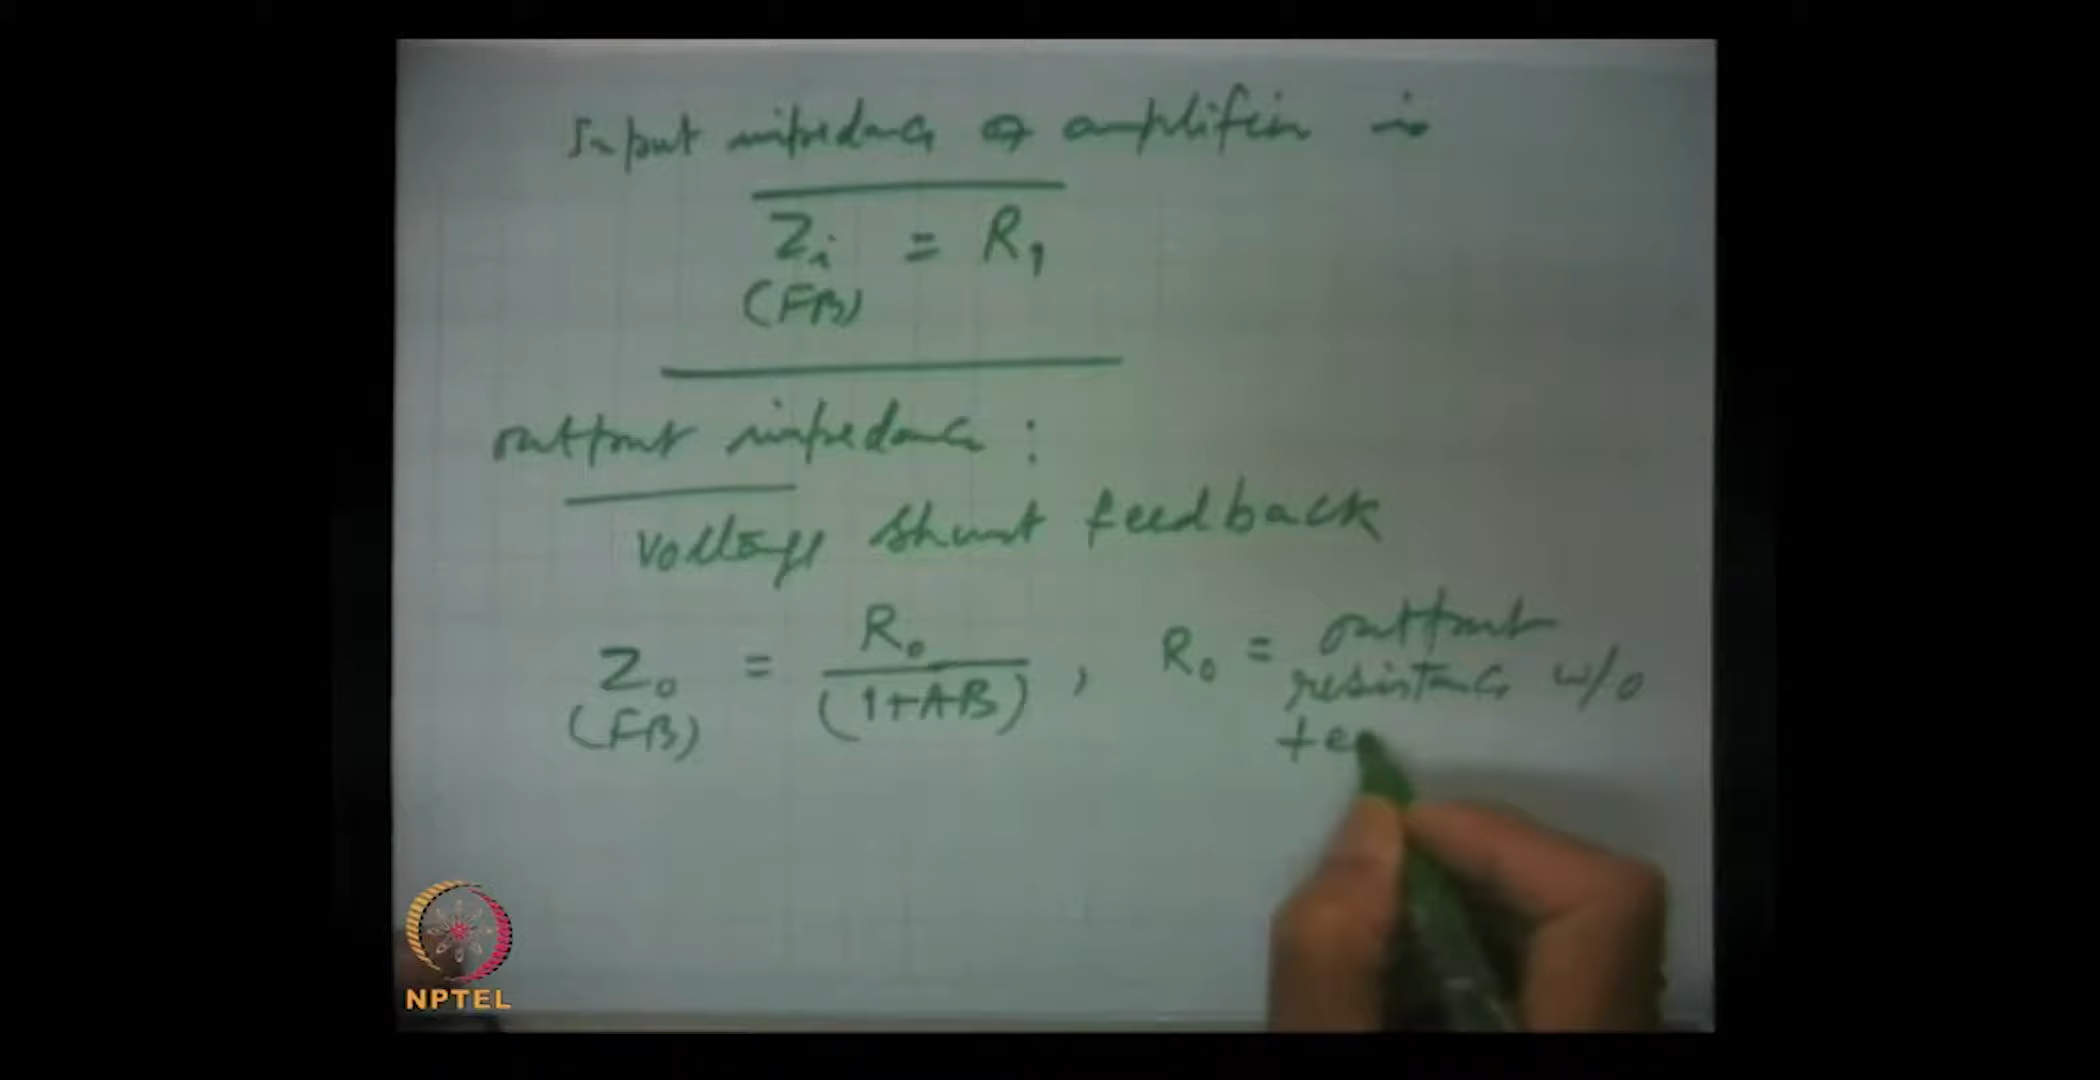 Input impedance of amplifier is
Zi = R1
(FB)
output impedance :
voltage shunt feedback
Zo = Ro / (1+AB) , Ro = output
(FB)
resistance w/o
fe
NPTEL